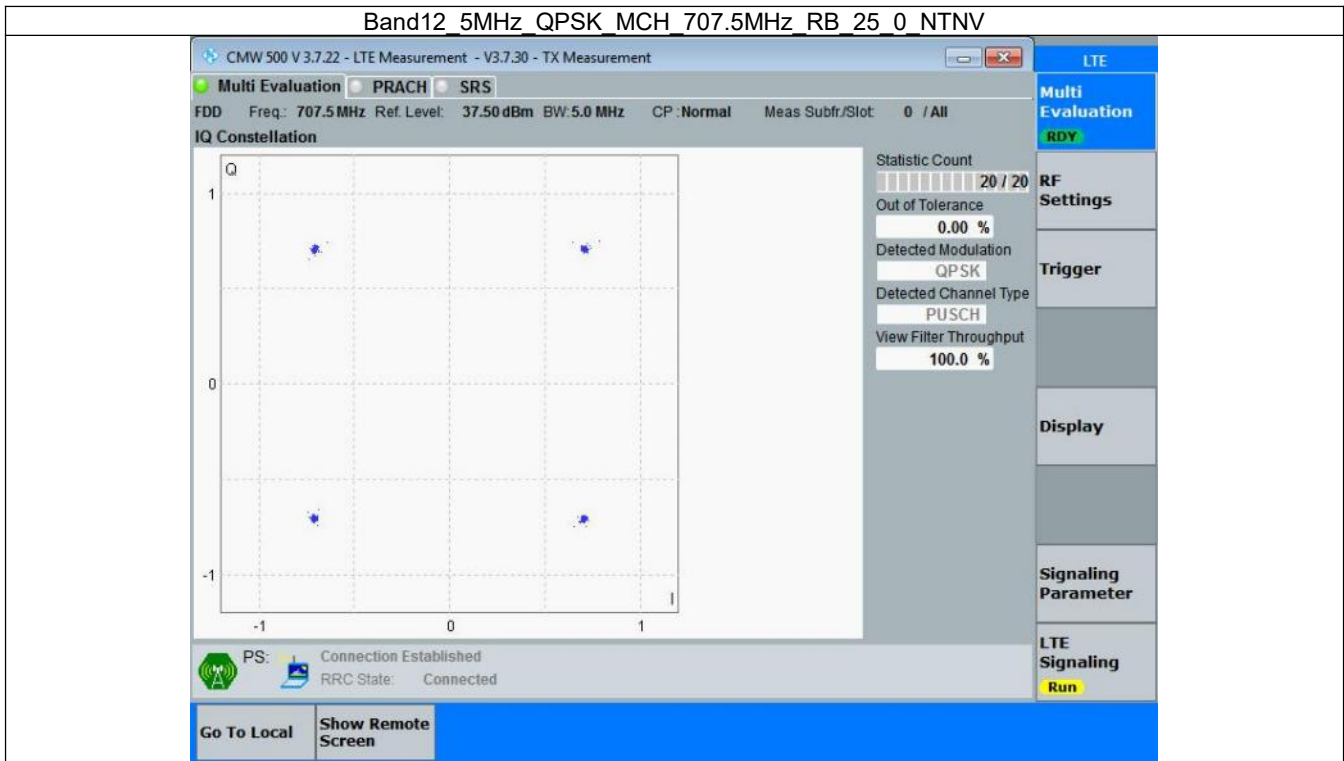 Band12_5MHz_QPSK_MCH_707.5MHz_RB_25_0_NTNV
CMW 500 V 3.7.22 - LTE Measurement - V3.7.30 - TX Measurement
LTE
Multi Evaluation PRACH SRS
FDD Freq.: 707.5 MHz Ref. Level: 37.50 dBm BW: 5.0 MHz CP : Normal Meas Subfr./Slot: 0 / All
IQ Constellation
Q
1
0
-1
I
-1 0 1
Statistic Count
20 / 20
Out of Tolerance
0.00 %
Detected Modulation
QPSK
Detected Channel Type
PUSCH
View Filter Throughput
100.0 %
Multi
Evaluation
RDY
RF
Settings
Trigger
Display
Signaling
Parameter
LTE
Signaling
Run
PS: Connection Established
RRC State: Connected
Go To Local
Show Remote
Screen